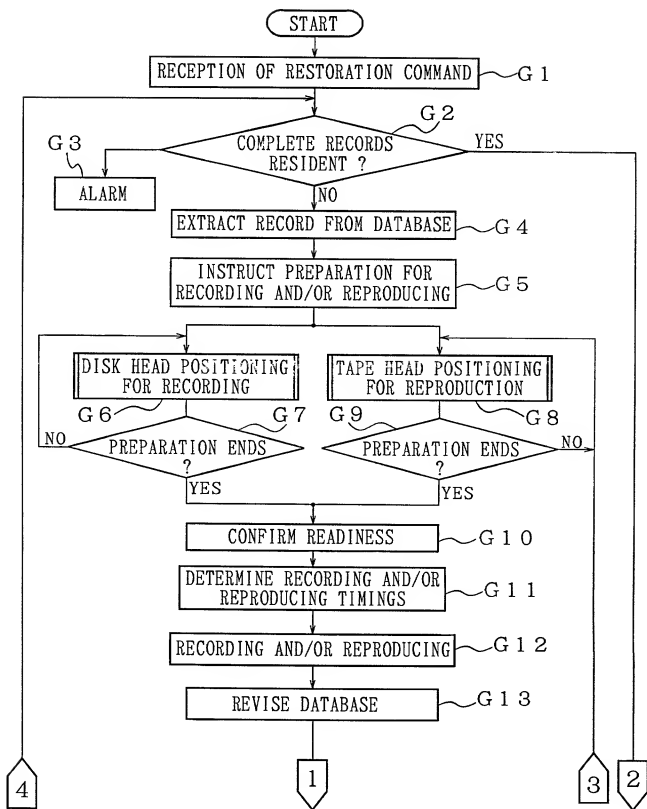 START
RECEPTION OF RESTORATION COMMAND
G1
G2
COMPLETE RECORDS
RESIDENT ?
YES
G3
ALARM
NO
EXTRACT RECORD FROM DATABASE
G4
INSTRUCT PREPARATION FOR
RECORDING AND/OR REPRODUCING
G5
DISK HEAD POSITIONING
FOR RECORDING
TAPE HEAD POSITIONING
FOR REPRODUCTION
G6
G7
G9
G8
NO
PREPARATION ENDS
?
YES
PREPARATION ENDS
?
NO
YES
CONFIRM READINESS
G10
DETERMINE RECORDING AND/OR
REPRODUCING TIMINGS
G11
RECORDING AND/OR REPRODUCING
G12
REVISE DATABASE
G13
4
1
3
2